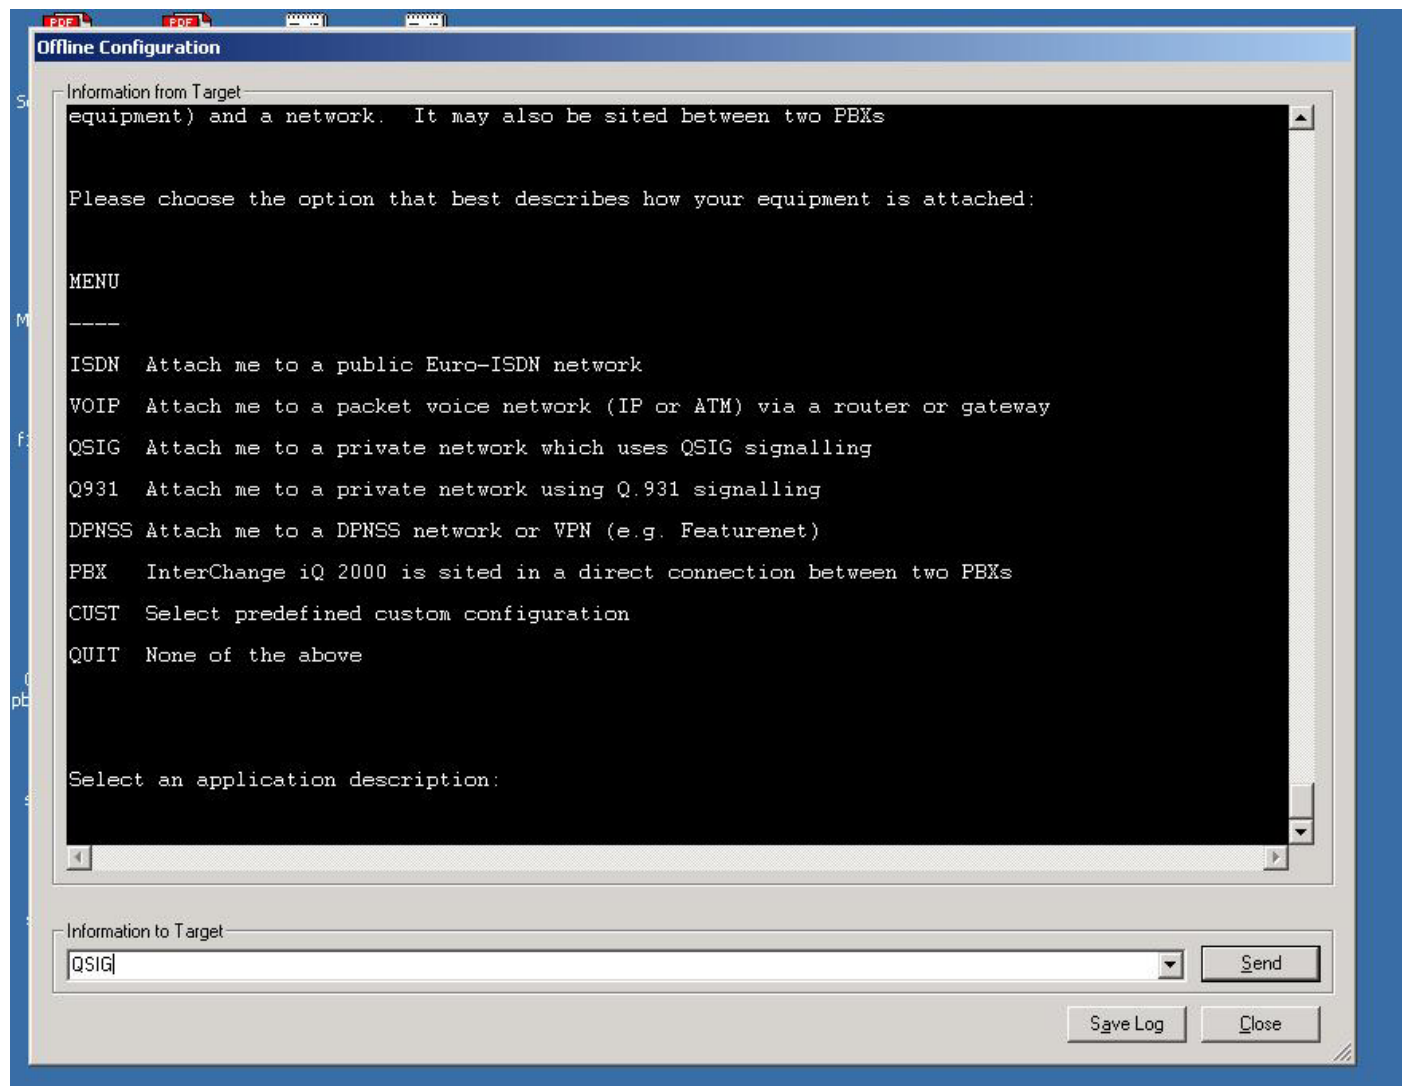 PDF PDF
Offline Configuration
Information from Target
equipment) and a network.  It may also be sited between two PBXs
Please choose the option that best describes how your equipment is attached:
MENU
----
ISDN  Attach me to a public Euro-ISDN network
VOIP  Attach me to a packet voice network (IP or ATM) via a router or gateway
QSIG  Attach me to a private network which uses QSIG signalling
Q931  Attach me to a private network using Q.931 signalling
DPNSS Attach me to a DPNSS network or VPN (e.g. Featurenet)
PBX   InterChange iQ 2000 is sited in a direct connection between two PBXs
CUST  Select predefined custom configuration
QUIT  None of the above
Select an application description:
Information to Target
QSIG
Send
Save Log
Close